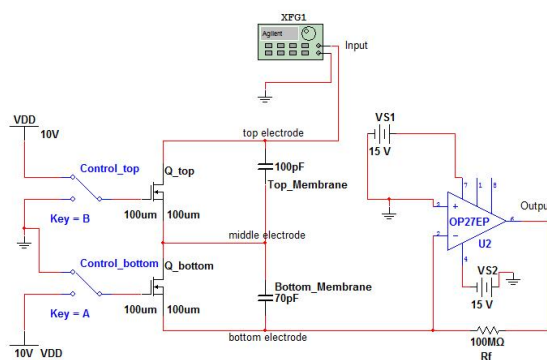 XFG1
Agilent
Input
VDD
10V
Control_top
Key = B
Q_top
100um
100um
top electrode
100pF
Top_Membrane
middle electrode
Control_bottom
Key = A
Q_bottom
100um
100um
Bottom_Membrane
70pF
bottom electrode
10V VDD
VS1
15 V
7
1
8
3
+
OP27EP
6
2
−
4
U2
Output
VS2
15 V
100MΩ
Rf